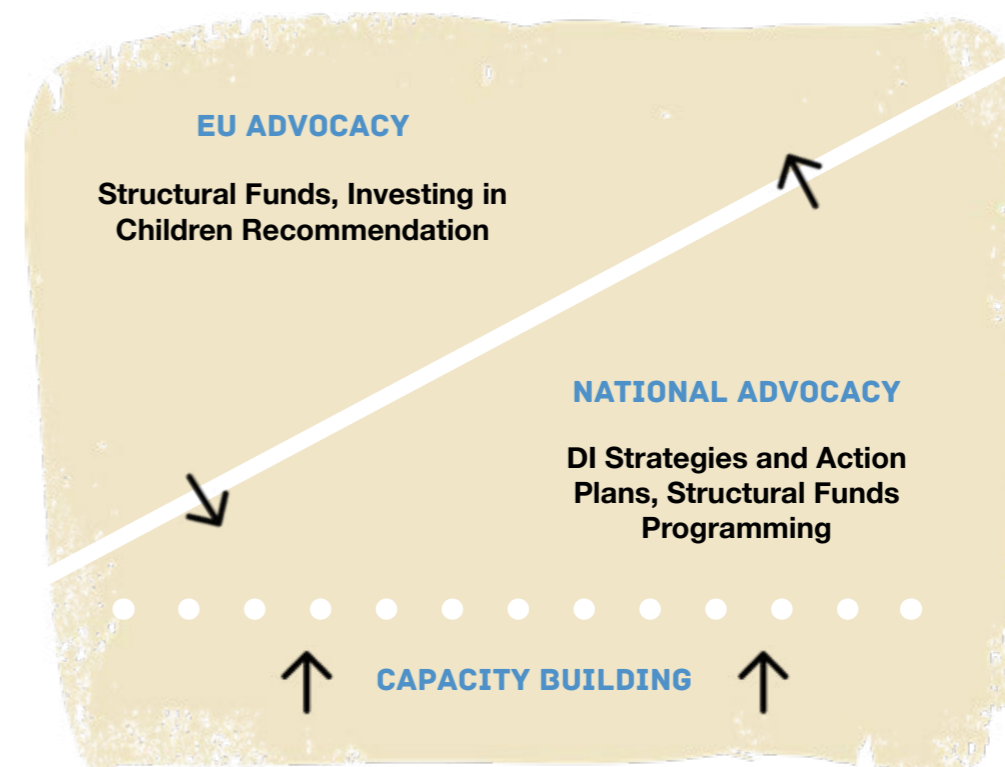 EU ADVOCACY
Structural Funds, Investing in
Children Recommendation
NATIONAL ADVOCACY
DI Strategies and Action
Plans, Structural Funds
Programming
CAPACITY BUILDING